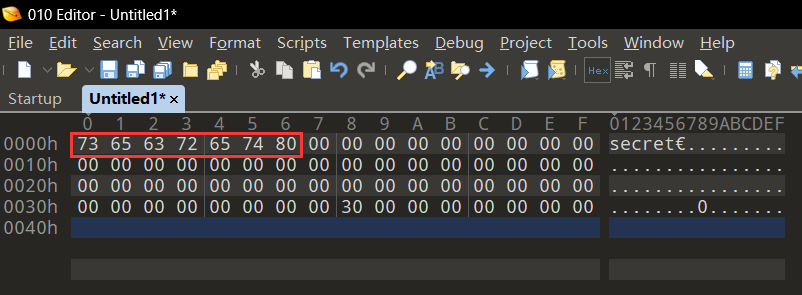 010 Editor - Untitled1*
File Edit Search View Format Scripts Templates Debug Project Tools Window Help
Hex
Startup Untitled1* ×
0 1 2 3 4 5 6 7 8 9 A B C D E F 0123456789ABCDEF
0000h 73 65 63 72 65 74 80 00 00 00 00 00 00 00 00 00 secret€.........
0010h 00 00 00 00 00 00 00 00 00 00 00 00 00 00 00 00 ................
0020h 00 00 00 00 00 00 00 00 00 00 00 00 00 00 00 00 ................
0030h 00 00 00 00 00 00 00 00 30 00 00 00 00 00 00 00 ........0.......
0040h